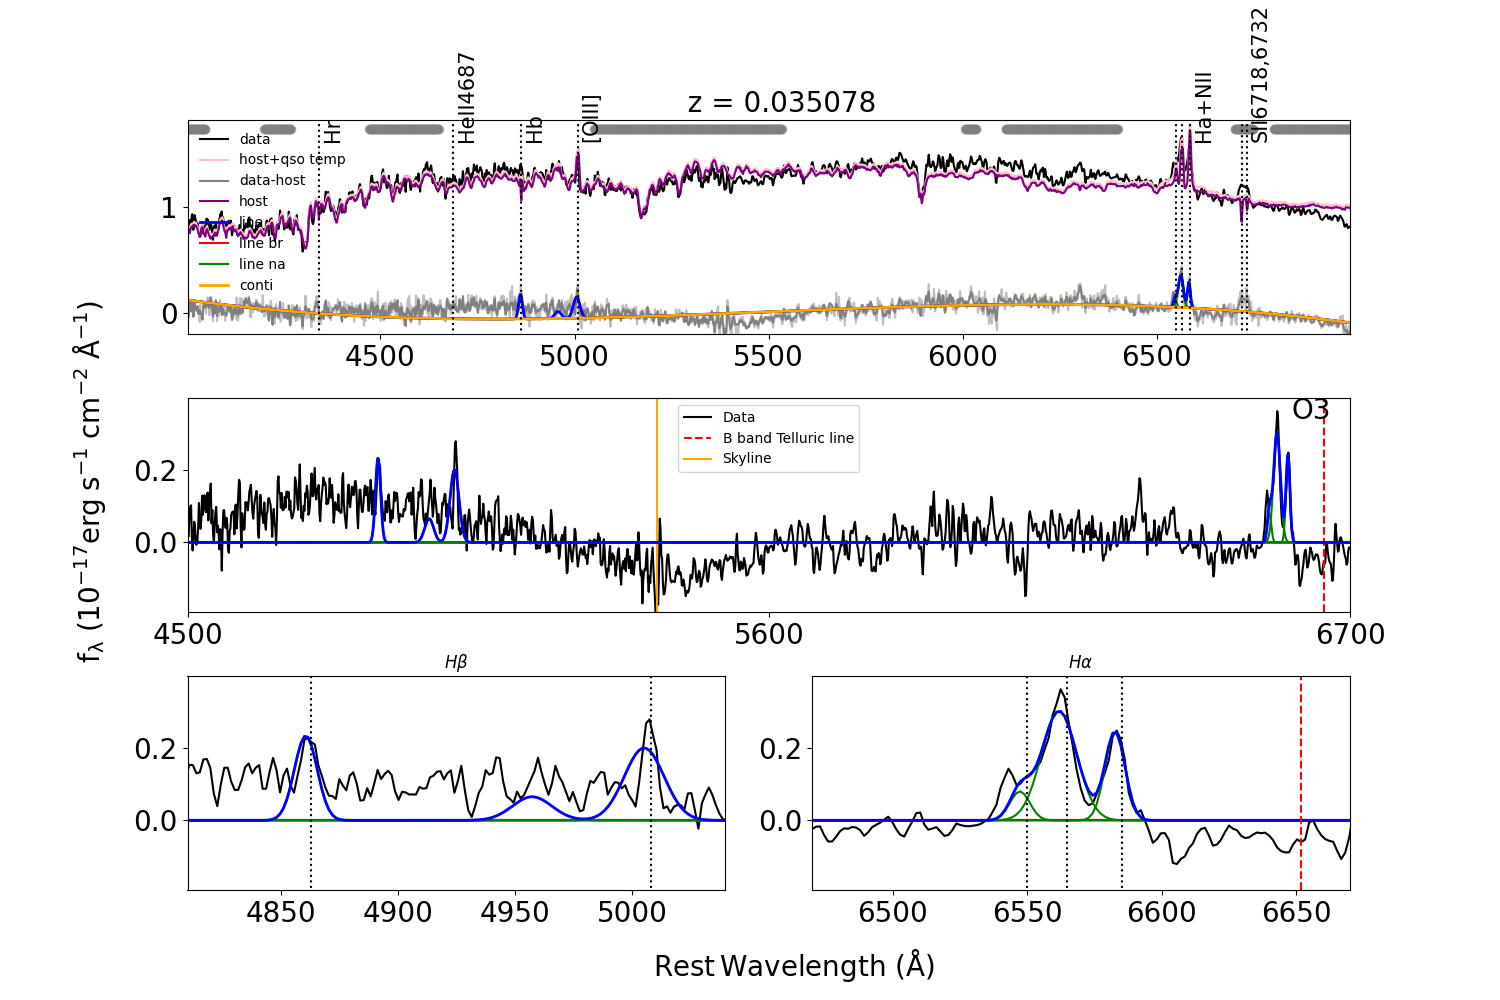 z = 0.035078
Hr
HeII4687
Hb
[OIII]
Ha+NII
SII6718,6732
data
host+qso temp
data-host
host
line
line br
line na
conti
1
0
4500
5000
5500
6000
6500
f_λ (10^−17 erg s^−1 cm^−2 Å^−1)
Data
B band Telluric line
Skyline
O3
0.2
0.0
4500
5600
6700
Hβ
0.2
0.0
4850
4900
4950
5000
Hα
0.2
0.0
6500
6550
6600
6650
Rest Wavelength (Å)